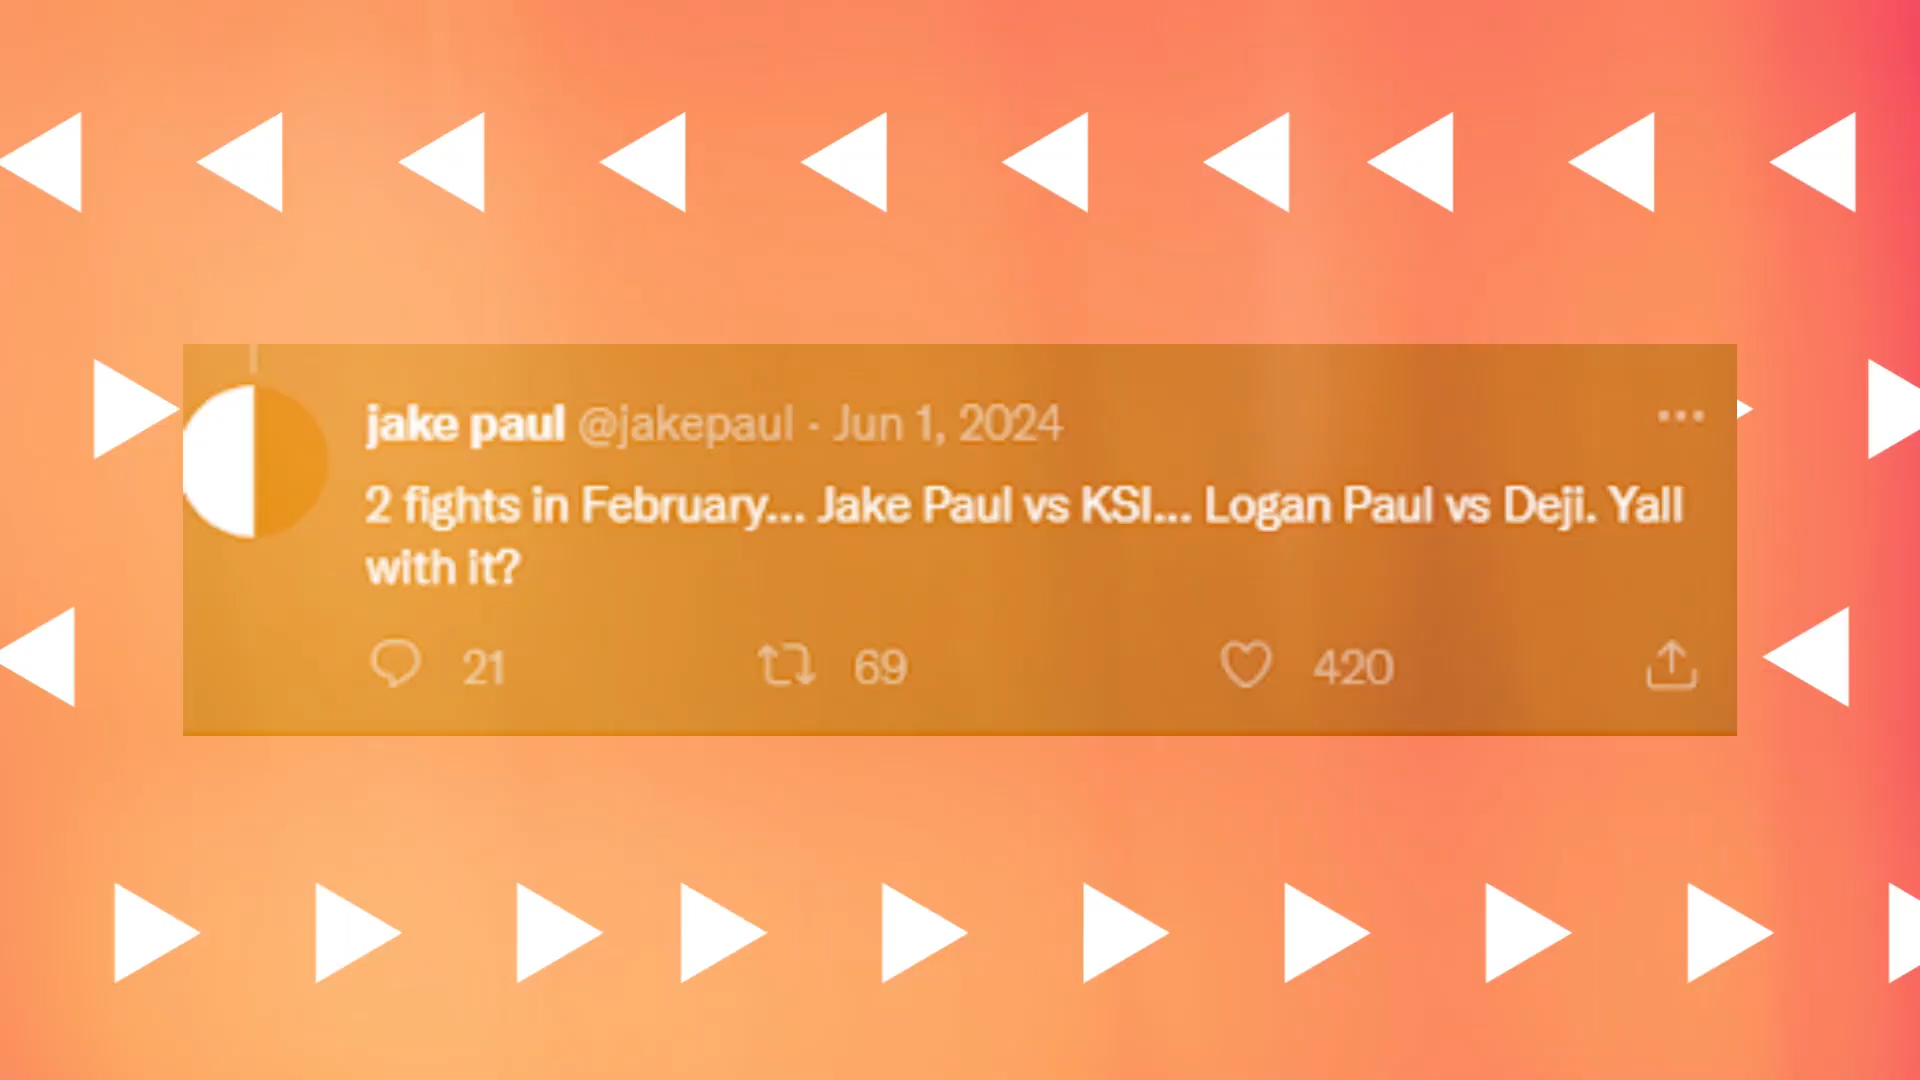 jake paul @jakepaul · Jun 1, 2024
2 fights in February... Jake Paul vs KSI... Logan Paul vs Deji. Yall
with it?
21 69 420